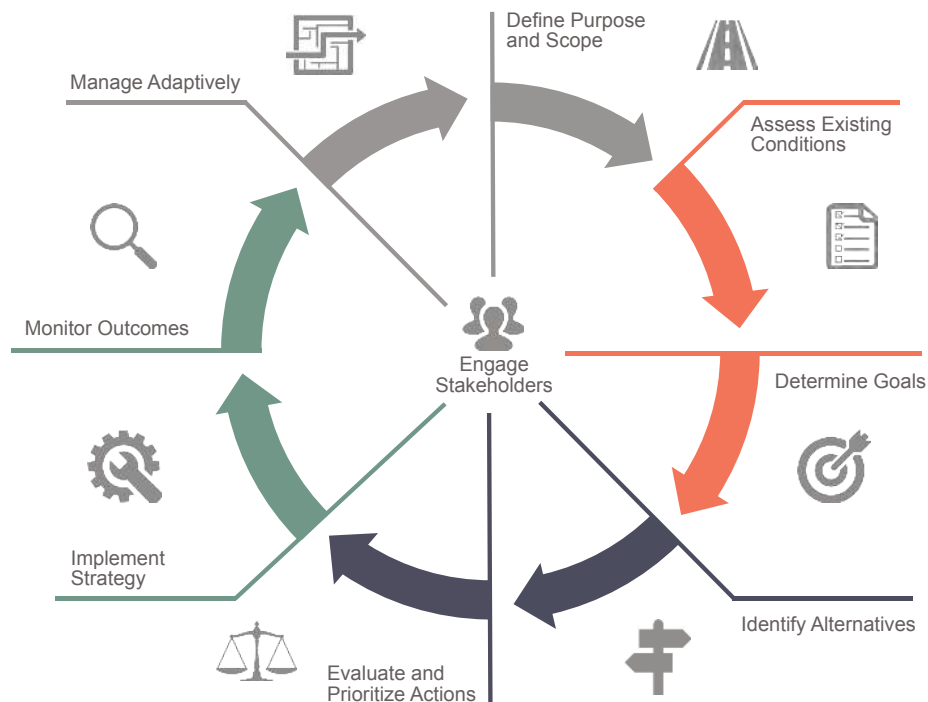 Define Purpose
and Scope
Assess Existing
Conditions
Determine Goals
Identify Alternatives
Evaluate and
Prioritize Actions
Implement
Strategy
Monitor Outcomes
Manage Adaptively
Engage
Stakeholders